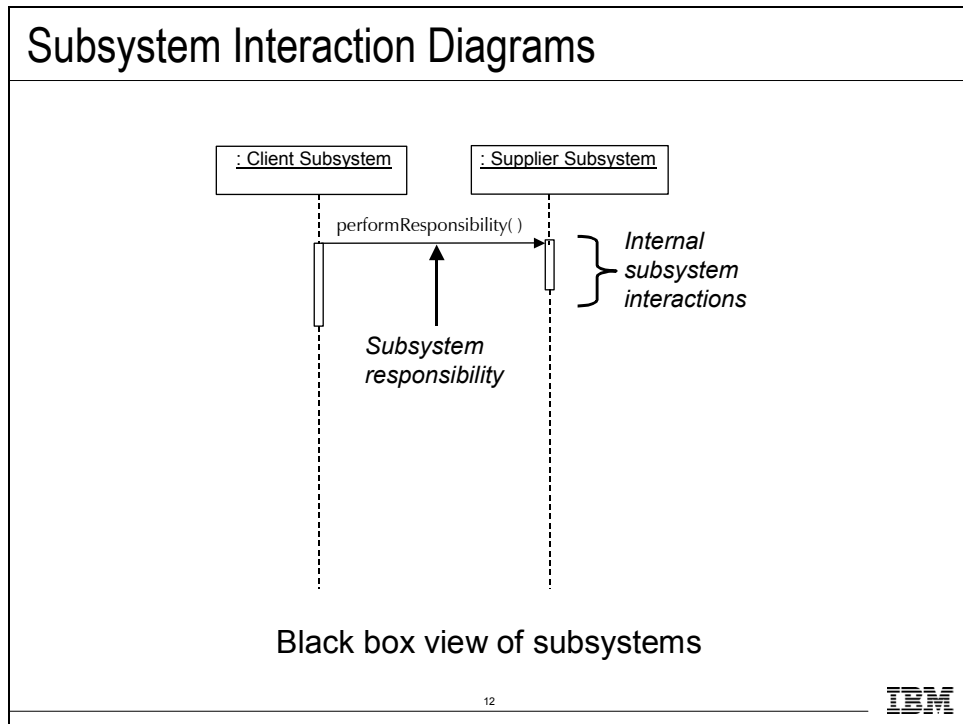 Subsystem Interaction Diagrams
: Client Subsystem
: Supplier Subsystem
performResponsibility( )
Internal
subsystem
interactions
Subsystem
responsibility
Black box view of subsystems
12
IBM